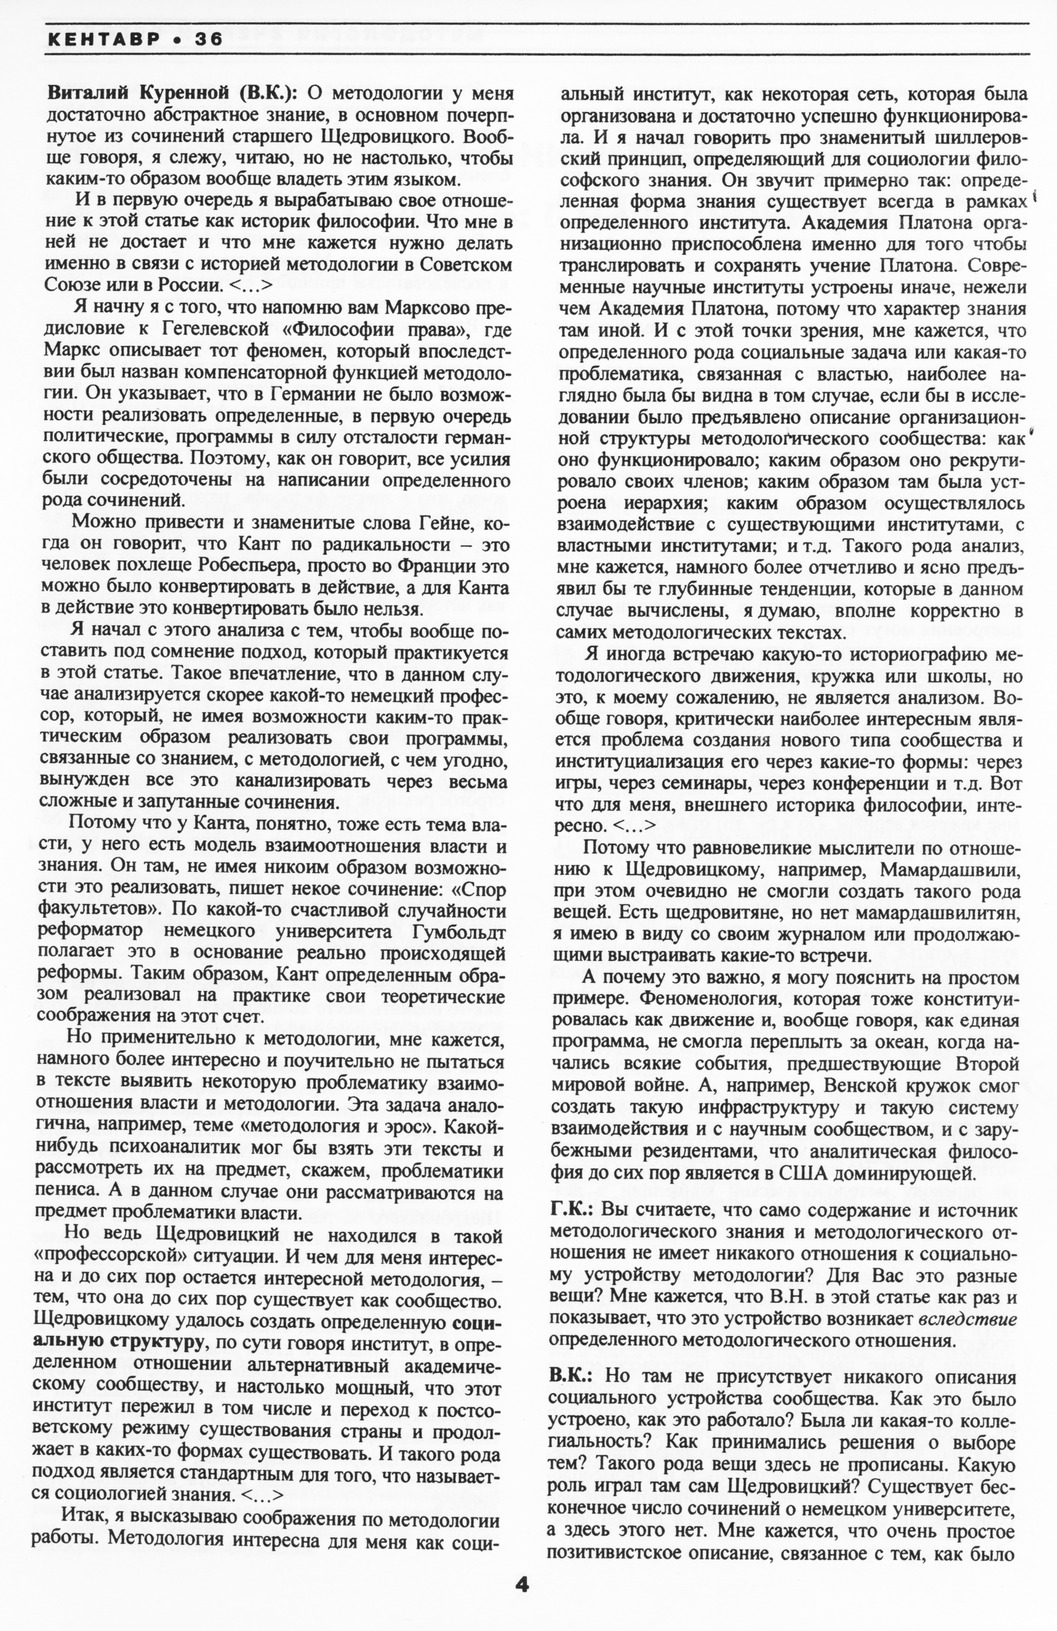 КЕНТАВР • 36
Виталий Куренной (В.К.): О методологии у меня
достаточно абстрактное знание, в основном почерп-
нутое из сочинений старшего Щедровицкого. Вооб-
ще говоря, я слежу, читаю, но не настолько, чтобы
каким-то образом вообще владеть этим языком.
И в первую очередь я вырабатываю свое отноше-
ние к этой статье как историк философии. Что мне в
ней не достает и что мне кажется нужно делать
именно в связи с историей методологии в Советском
Союзе или в России. <...>
Я начну я с того, что напомню вам Марксово пре-
дисловие к Гегелевской «Философии права», где
Маркс описывает тот феномен, который впоследст-
вии был назван компенсаторной функцией методоло-
гии. Он указывает, что в Германии не было возмож-
ности реализовать определенные, в первую очередь
политические, программы в силу отсталости герман-
ского общества. Поэтому, как он говорит, все усилия
были сосредоточены на написании определенного
рода сочинений.
Можно привести и знаменитые слова Гейне, ко-
гда он говорит, что Кант по радикальности – это
человек похлеще Робеспьера, просто во Франции это
можно было конвертировать в действие, а для Канта
в действие это конвертировать было нельзя.
Я начал с этого анализа с тем, чтобы вообще по-
ставить под сомнение подход, который практикуется
в этой статье. Такое впечатление, что в данном слу-
чае анализируется скорее какой-то немецкий профес-
сор, который, не имея возможности каким-то прак-
тическим образом реализовать свои программы,
связанные со знанием, с методологией, с чем угодно,
вынужден все это канализировать через весьма
сложные и запутанные сочинения.
Потому что у Канта, понятно, тоже есть тема вла-
сти, у него есть модель взаимоотношения власти и
знания. Он там, не имея никоим образом возможно-
сти это реализовать, пишет некое сочинение: «Спор
факультетов». По какой-то счастливой случайности
реформатор немецкого университета Гумбольдт
полагает это в основание реально происходящей
реформы. Таким образом, Кант определенным обра-
зом реализовал на практике свои теоретические
соображения на этот счет.
Но применительно к методологии, мне кажется,
намного более интересно и поучительно не пытаться
в тексте выявить некоторую проблематику взаимо-
отношения власти и методологии. Эта задача анало-
гична, например, теме «методология и эрос». Какой-
нибудь психоаналитик мог бы взять эти тексты и
рассмотреть их на предмет, скажем, проблематики
пениса. А в данном случае они рассматриваются на
предмет проблематики власти.
Но ведь Щедровицкий не находился в такой
«профессорской» ситуации. И чем для меня интерес-
на и до сих пор остается интересной методология, –
тем, что она до сих пор существует как сообщество.
Щедровицкому удалось создать определенную соци-
альную структуру, по сути говоря институт, в опре-
деленном отношении альтернативный академиче-
скому сообществу, и настолько мощный, что этот
институт пережил в том числе и переход к постсо-
ветскому режиму существования страны и продол-
жает в каких-то формах существовать. И такого рода
подход является стандартным для того, что называет-
ся социологией знания. <...>
Итак, я высказываю соображения по методологии
работы. Методология интересна для меня как соци-
альный институт, как некоторая сеть, которая была
организована и достаточно успешно функционирова-
ла. И я начал говорить про знаменитый шиллеров-
ский принцип, определяющий для социологии фило-
софского знания. Он звучит примерно так: опреде-
ленная форма знания существует всегда в рамках
определенного института. Академия Платона орга-
низационно приспособлена именно для того чтобы
транслировать и сохранять учение Платона. Совре-
менные научные институты устроены иначе, нежели
чем Академия Платона, потому что характер знания
там иной. И с этой точки зрения, мне кажется, что
определенного рода социальные задача или какая-то
проблематика, связанная с властью, наиболее на-
глядно была бы видна в том случае, если бы в иссле-
довании было предъявлено описание организацион-
ной структуры методологического сообщества: как
оно функционировало; каким образом оно рекрути-
ровало своих членов; каким образом там была уст-
роена иерархия; каким образом осуществлялось
взаимодействие с существующими институтами, с
властными институтами; и т.д. Такого рода анализ,
мне кажется, намного более отчетливо и ясно предъ-
явил бы те глубинные тенденции, которые в данном
случае вычислены, я думаю, вполне корректно в
самих методологических текстах.
Я иногда встречаю какую-то историографию ме-
тодологического движения, кружка или школы, но
это, к моему сожалению, не является анализом. Во-
обще говоря, критически наиболее интересным явля-
ется проблема создания нового типа сообщества и
институциализация его через какие-то формы: через
игры, через семинары, через конференции и т.д. Вот
что для меня, внешнего историка философии, инте-
ресно. <...>
Потому что равновеликие мыслители по отноше-
нию к Щедровицкому, например, Мамардашвили,
при этом очевидно не смогли создать такого рода
вещей. Есть щедровитяне, но нет мамардашвилитян,
я имею в виду со своим журналом или продолжаю-
щими выстраивать какие-то встречи.
А почему это важно, я могу пояснить на простом
примере. Феноменология, которая тоже конституи-
ровалась как движение и, вообще говоря, как единая
программа, не смогла переплыть за океан, когда на-
чались всякие события, предшествующие Второй
мировой войне. А, например, Венской кружок смог
создать такую инфраструктуру и такую систему
взаимодействия и с научным сообществом, и с зару-
бежными резидентами, что аналитическая филосо-
фия до сих пор является в США доминирующей.
Г.К.: Вы считаете, что само содержание и источник
методологического знания и методологического от-
ношения не имеет никакого отношения к социально-
му устройству методологии? Для Вас это разные
вещи? Мне кажется, что В.Н. в этой статье как раз и
показывает, что это устройство возникает вследствие
определенного методологического отношения.
В.К.: Но там не присутствует никакого описания
социального устройства сообщества. Как это было
устроено, как это работало? Была ли какая-то колле-
гиальность? Как принимались решения о выборе
тем? Такого рода вещи здесь не прописаны. Какую
роль играл там сам Щедровицкий? Существует бес-
конечное число сочинений о немецком университете,
а здесь этого нет. Мне кажется, что очень простое
позитивистское описание, связанное с тем, как было
4